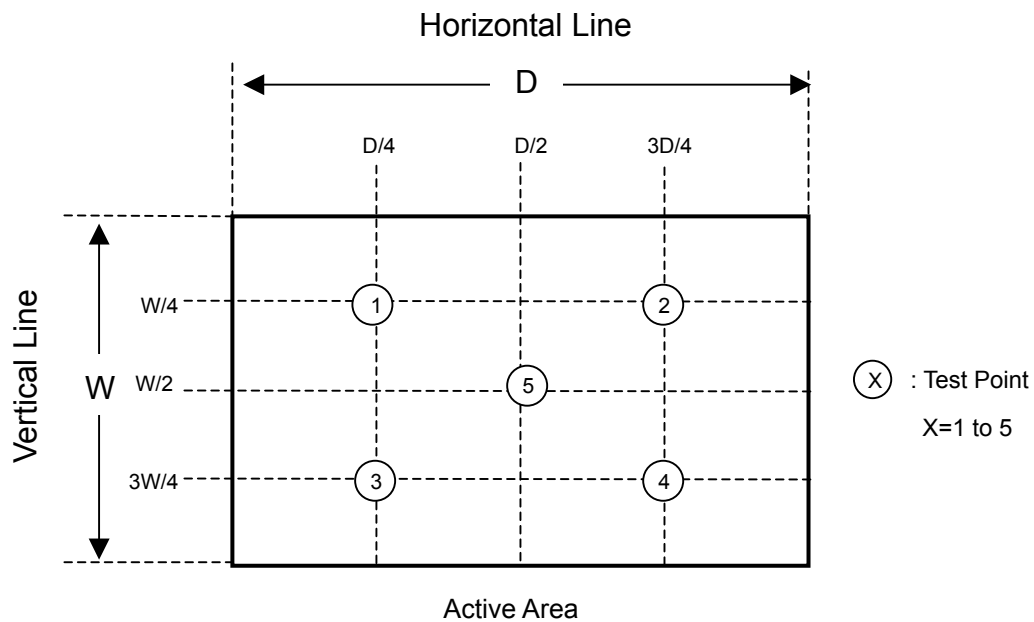 Horizontal Line
D
D/4 D/2 3D/4
Vertical Line
W
W/4
W/2
3W/4
1
2
5
3
4
X : Test Point
X=1 to 5
Active Area